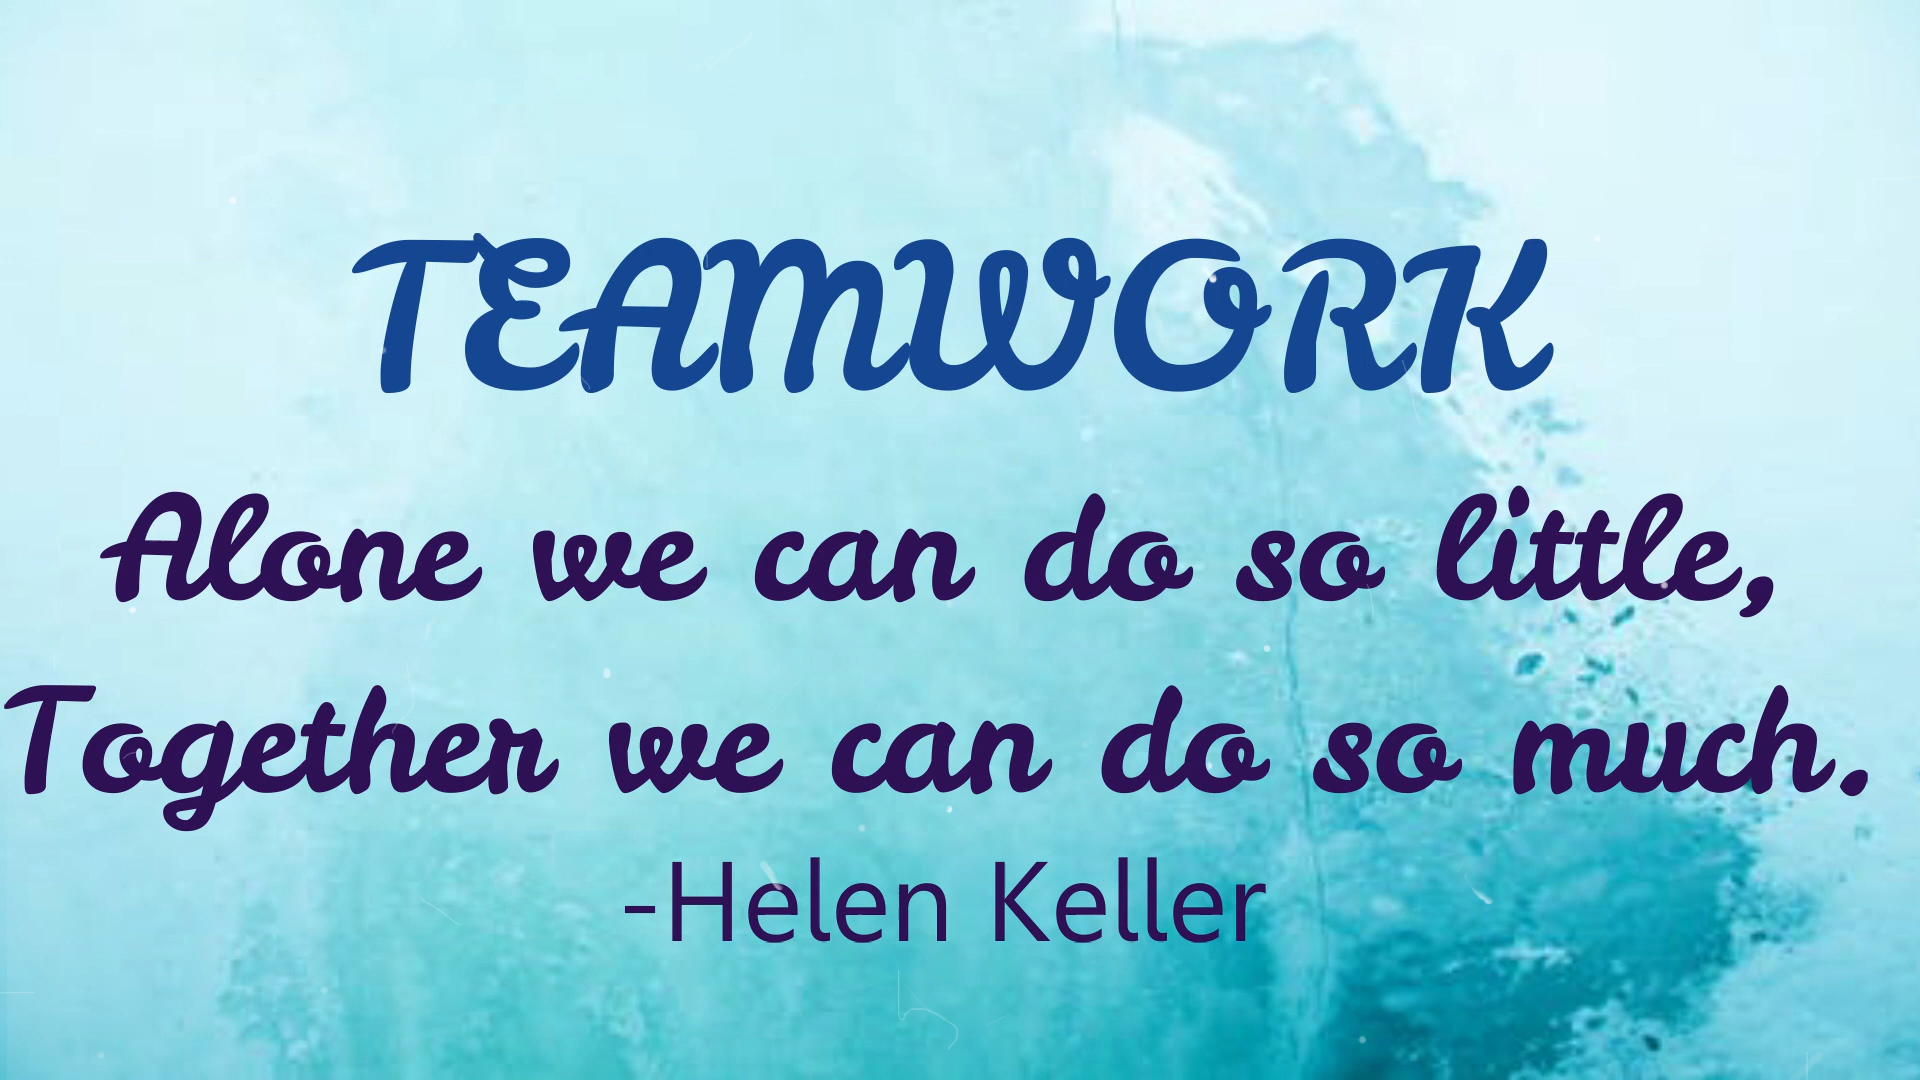 TEAMWORK
Alone we can do so little,
Together we can do so much.
-Helen Keller